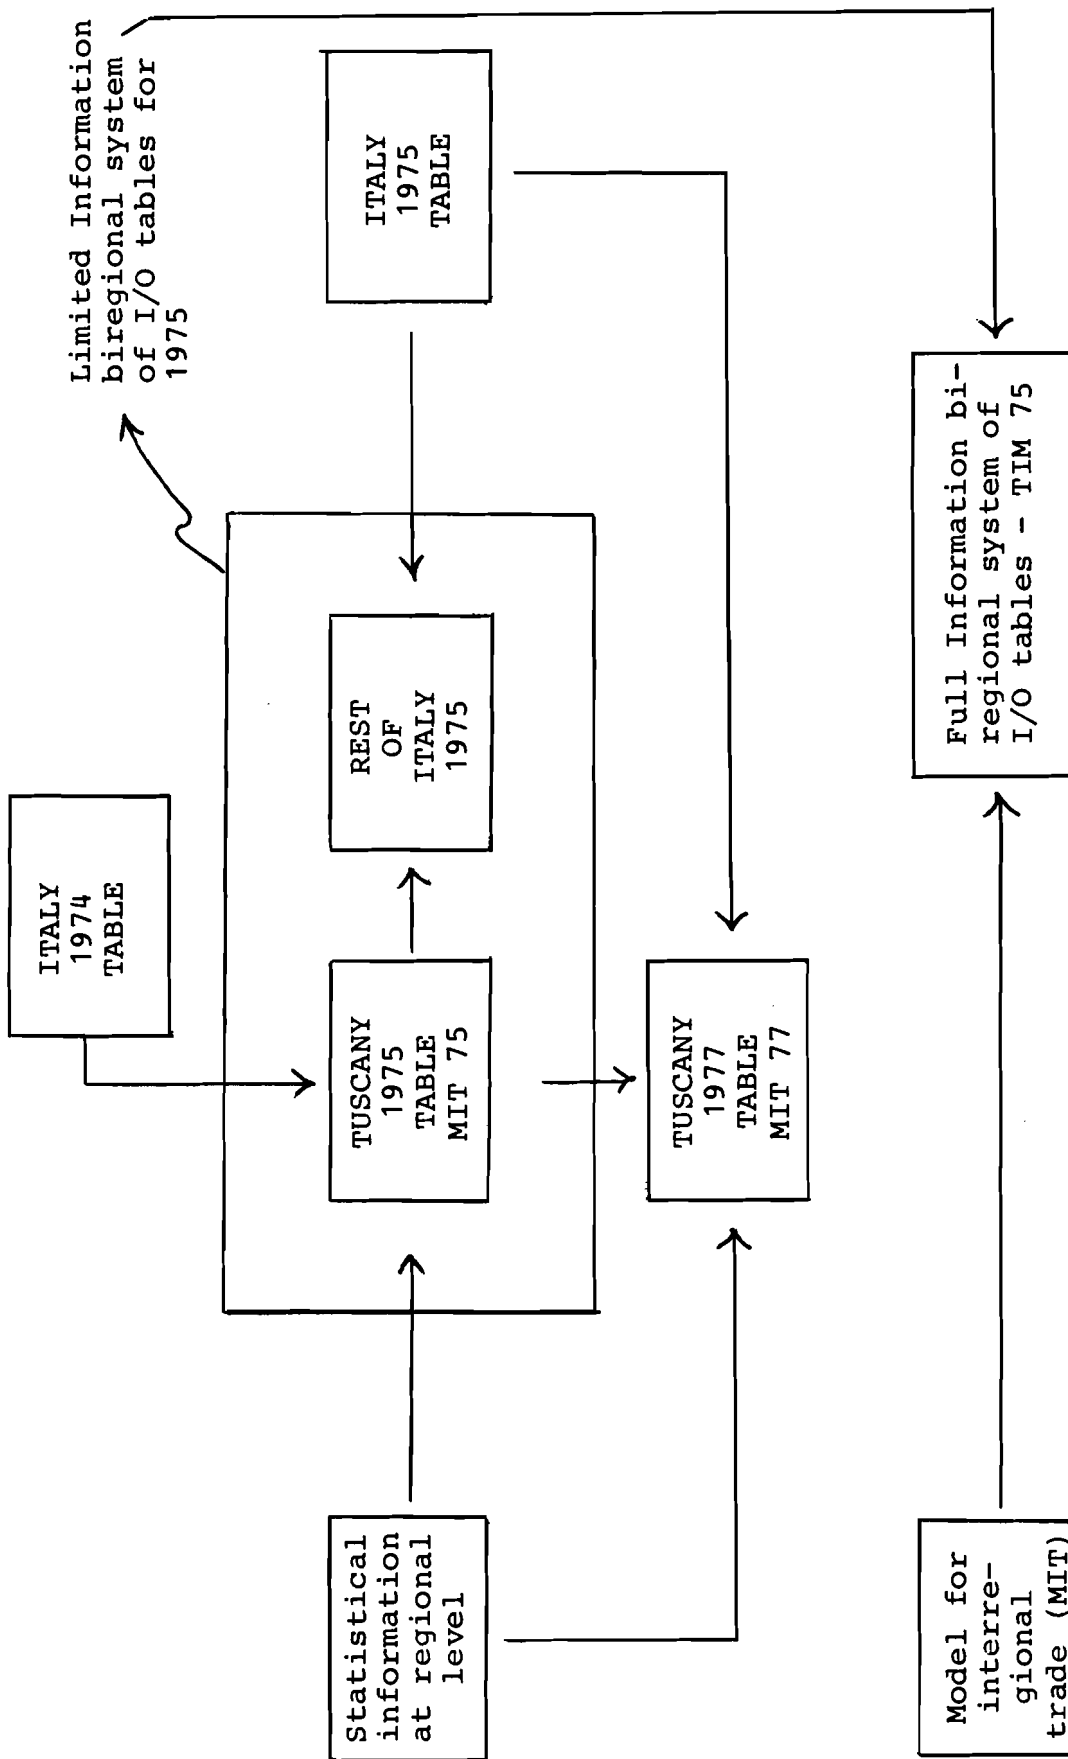 Limited Information
biregional system
of I/O tables for
1975
ITALY
1974
TABLE
Statistical
information
at regional
level
TUSCANY
1975
TABLE
MIT 75
REST
OF
ITALY
1975
ITALY
1975
TABLE
TUSCANY
1977
TABLE
MIT 77
Model for
interre-
gional
trade (MIT)
Full Information bi-
regional system of
I/O tables - TIM 75